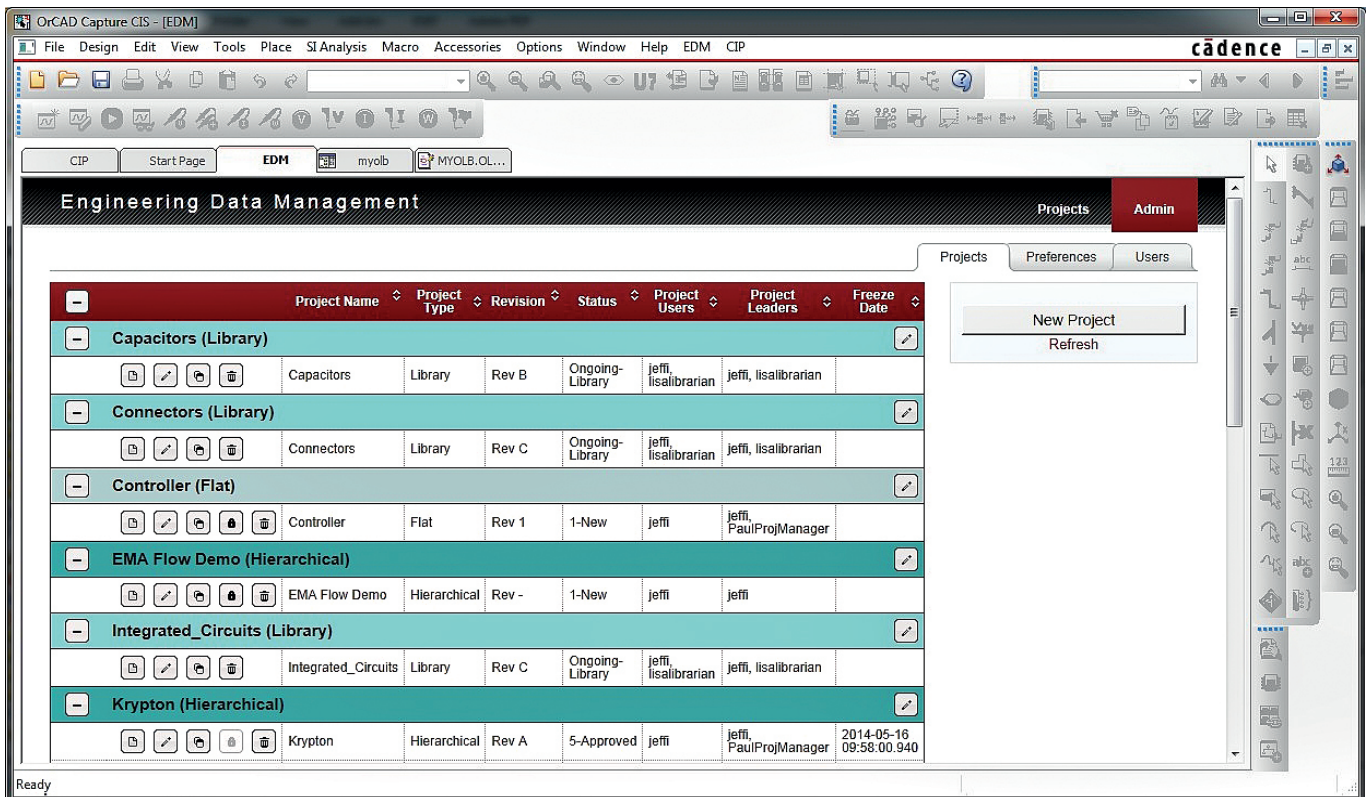 OrCAD Capture CIS - [EDM]
File Design Edit View Tools Place SI Analysis Macro Accessories Options Window Help EDM CIP
cādence
U?
V I V I
CIP Start Page EDM myolb MYOLB.OL...
Engineering Data Management
Projects Admin
Projects Preferences Users
Project Name Project Type Revision Status Project Users Project Leaders Freeze Date
New Project
Refresh
Capacitors (Library)
Capacitors Library Rev B Ongoing-Library jeffi, lisalibrarian jeffi, lisalibrarian
Connectors (Library)
Connectors Library Rev C Ongoing-Library jeffi, lisalibrarian jeffi, lisalibrarian
Controller (Flat)
Controller Flat Rev 1 1-New jeffi jeffi, PaulProjManager
EMA Flow Demo (Hierarchical)
EMA Flow Demo Hierarchical Rev - 1-New jeffi jeffi
Integrated_Circuits (Library)
Integrated_Circuits Library Rev C Ongoing-Library jeffi, lisalibrarian jeffi, lisalibrarian
Krypton (Hierarchical)
Krypton Hierarchical Rev A 5-Approved jeffi jeffi, PaulProjManager 2014-05-16 09:58:00.940
abc
123
abc
Ready